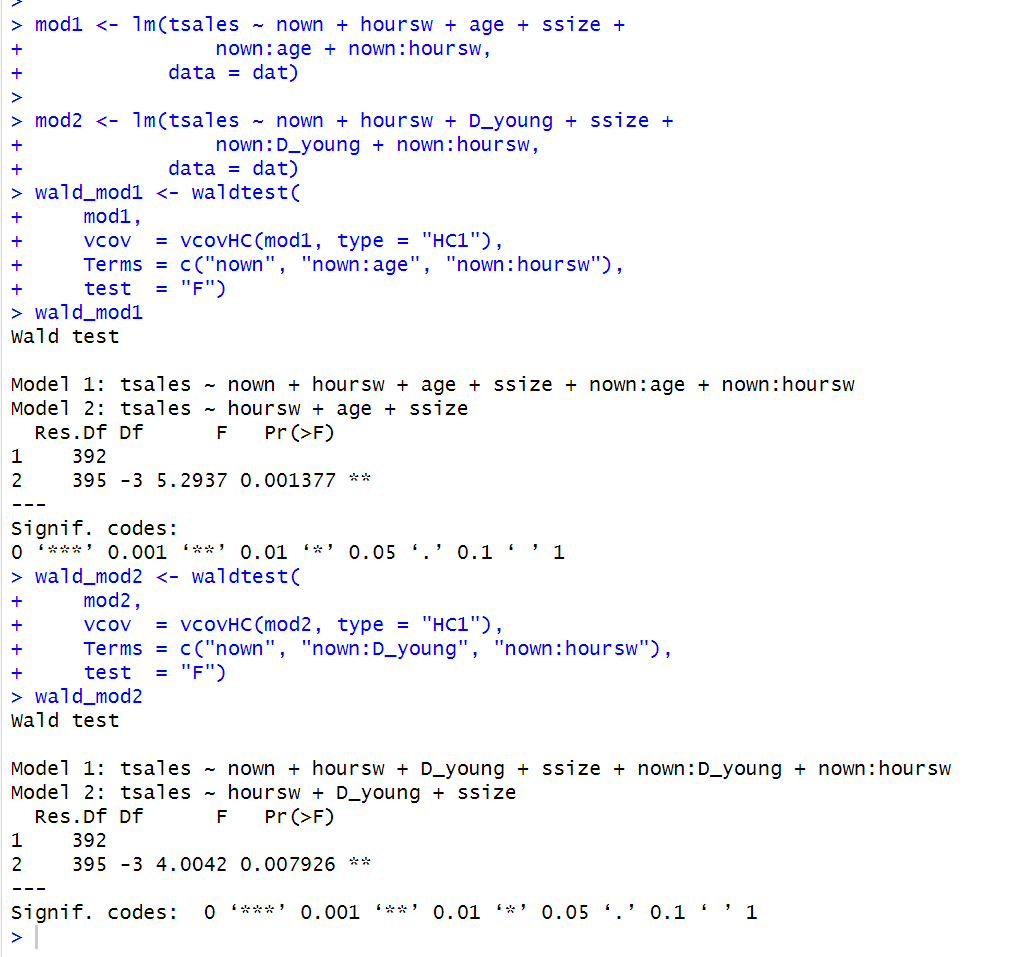 >
> mod1 <- lm(tsales ~ nown + hoursw + age + ssize +
+                nown:age + nown:hoursw,
+            data = dat)
>
> mod2 <- lm(tsales ~ nown + hoursw + D_young + ssize +
+                nown:D_young + nown:hoursw,
+            data = dat)
> wald_mod1 <- waldtest(
+     mod1,
+     vcov  = vcovHC(mod1, type = "HC1"),
+     Terms = c("nown", "nown:age", "nown:hoursw"),
+     test  = "F")
> wald_mod1
Wald test

Model 1: tsales ~ nown + hoursw + age + ssize + nown:age + nown:hoursw
Model 2: tsales ~ hoursw + age + ssize
  Res.Df Df      F   Pr(>F)
1    392
2    395 -3 5.2937 0.001377 **
---
Signif. codes:
0 ‘***’ 0.001 ‘**’ 0.01 ‘*’ 0.05 ‘.’ 0.1 ‘ ’ 1
> wald_mod2 <- waldtest(
+     mod2,
+     vcov  = vcovHC(mod2, type = "HC1"),
+     Terms = c("nown", "nown:D_young", "nown:hoursw"),
+     test  = "F")
> wald_mod2
Wald test

Model 1: tsales ~ nown + hoursw + D_young + ssize + nown:D_young + nown:hoursw
Model 2: tsales ~ hoursw + D_young + ssize
  Res.Df Df      F   Pr(>F)
1    392
2    395 -3 4.0042 0.007926 **
---
Signif. codes:  0 ‘***’ 0.001 ‘**’ 0.01 ‘*’ 0.05 ‘.’ 0.1 ‘ ’ 1
>